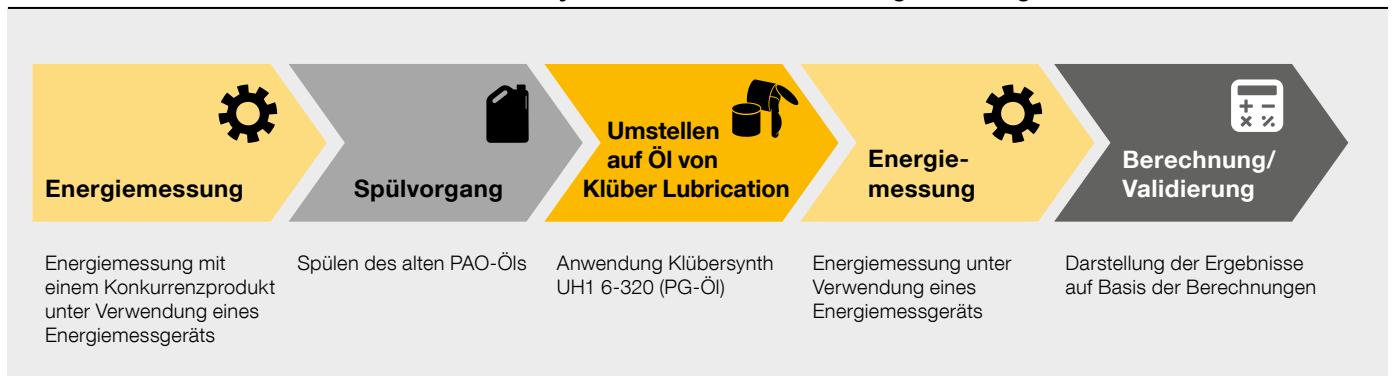 Energiemessung
Spülvorgang
Umstellen
auf Öl von
Klüber Lubrication
Energie-
messung
Berechnung/
Validierung
Energiemessung mit
einem Konkurrenzprodukt
unter Verwendung eines
Energiemessgeräts
Spülen des alten PAO-Öls
Anwendung Klübersynth
UH1 6-320 (PG-Öl)
Energiemessung unter
Verwendung eines
Energiemessgeräts
Darstellung der Ergebnisse
auf Basis der Berechnungen